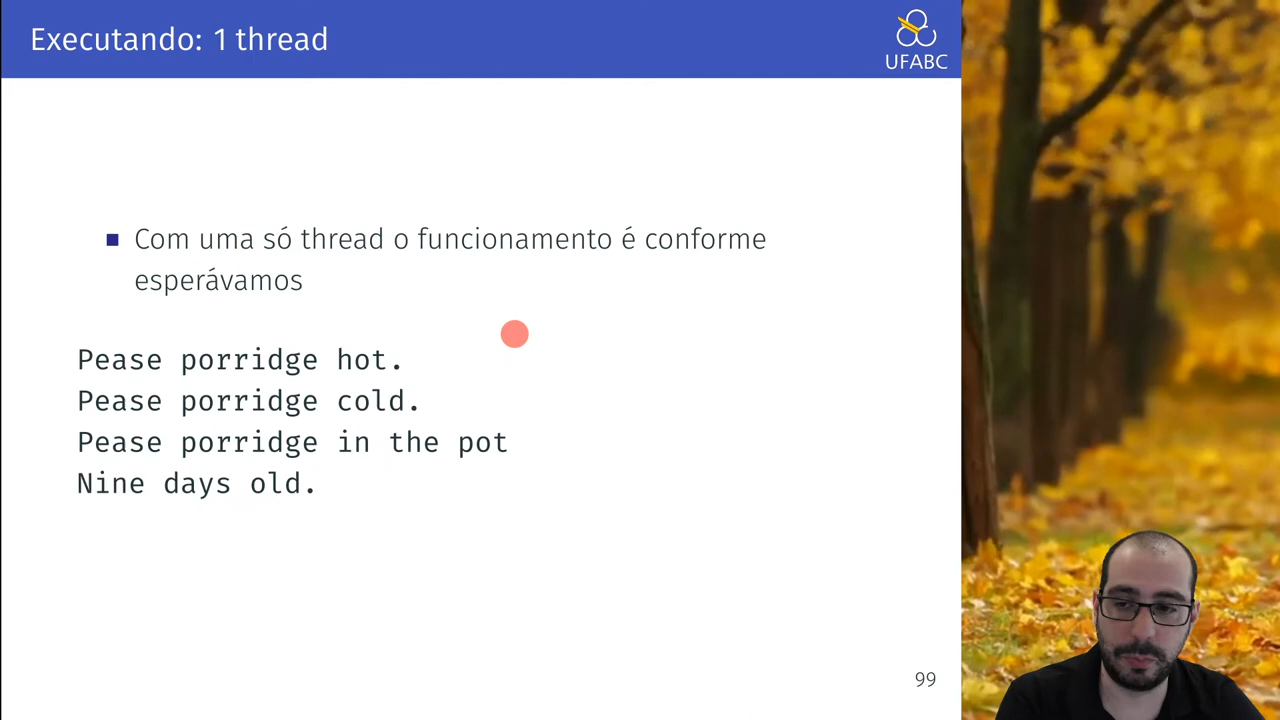 Executando: 1 thread
UFABC
Com uma só thread o funcionamento é conforme
esperávamos
Pease porridge hot.
Pease porridge cold.
Pease porridge in the pot
Nine days old.
99